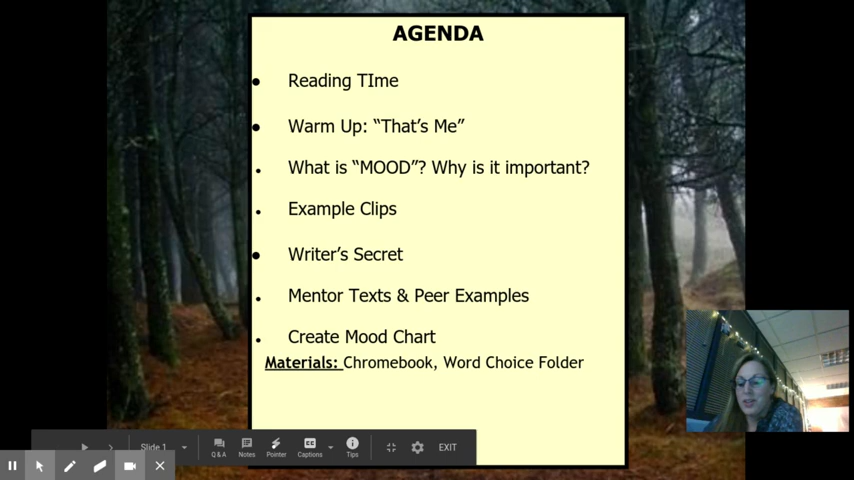 AGENDA
Reading TIme
Warm Up: “That’s Me”
What is “MOOD”? Why is it important?
Example Clips
Writer’s Secret
Mentor Texts & Peer Examples
Create Mood Chart
Materials: Chromebook, Word Choice Folder
Slide 1
Q & A
Notes
Pointer
CC
Captions
Tips
EXIT